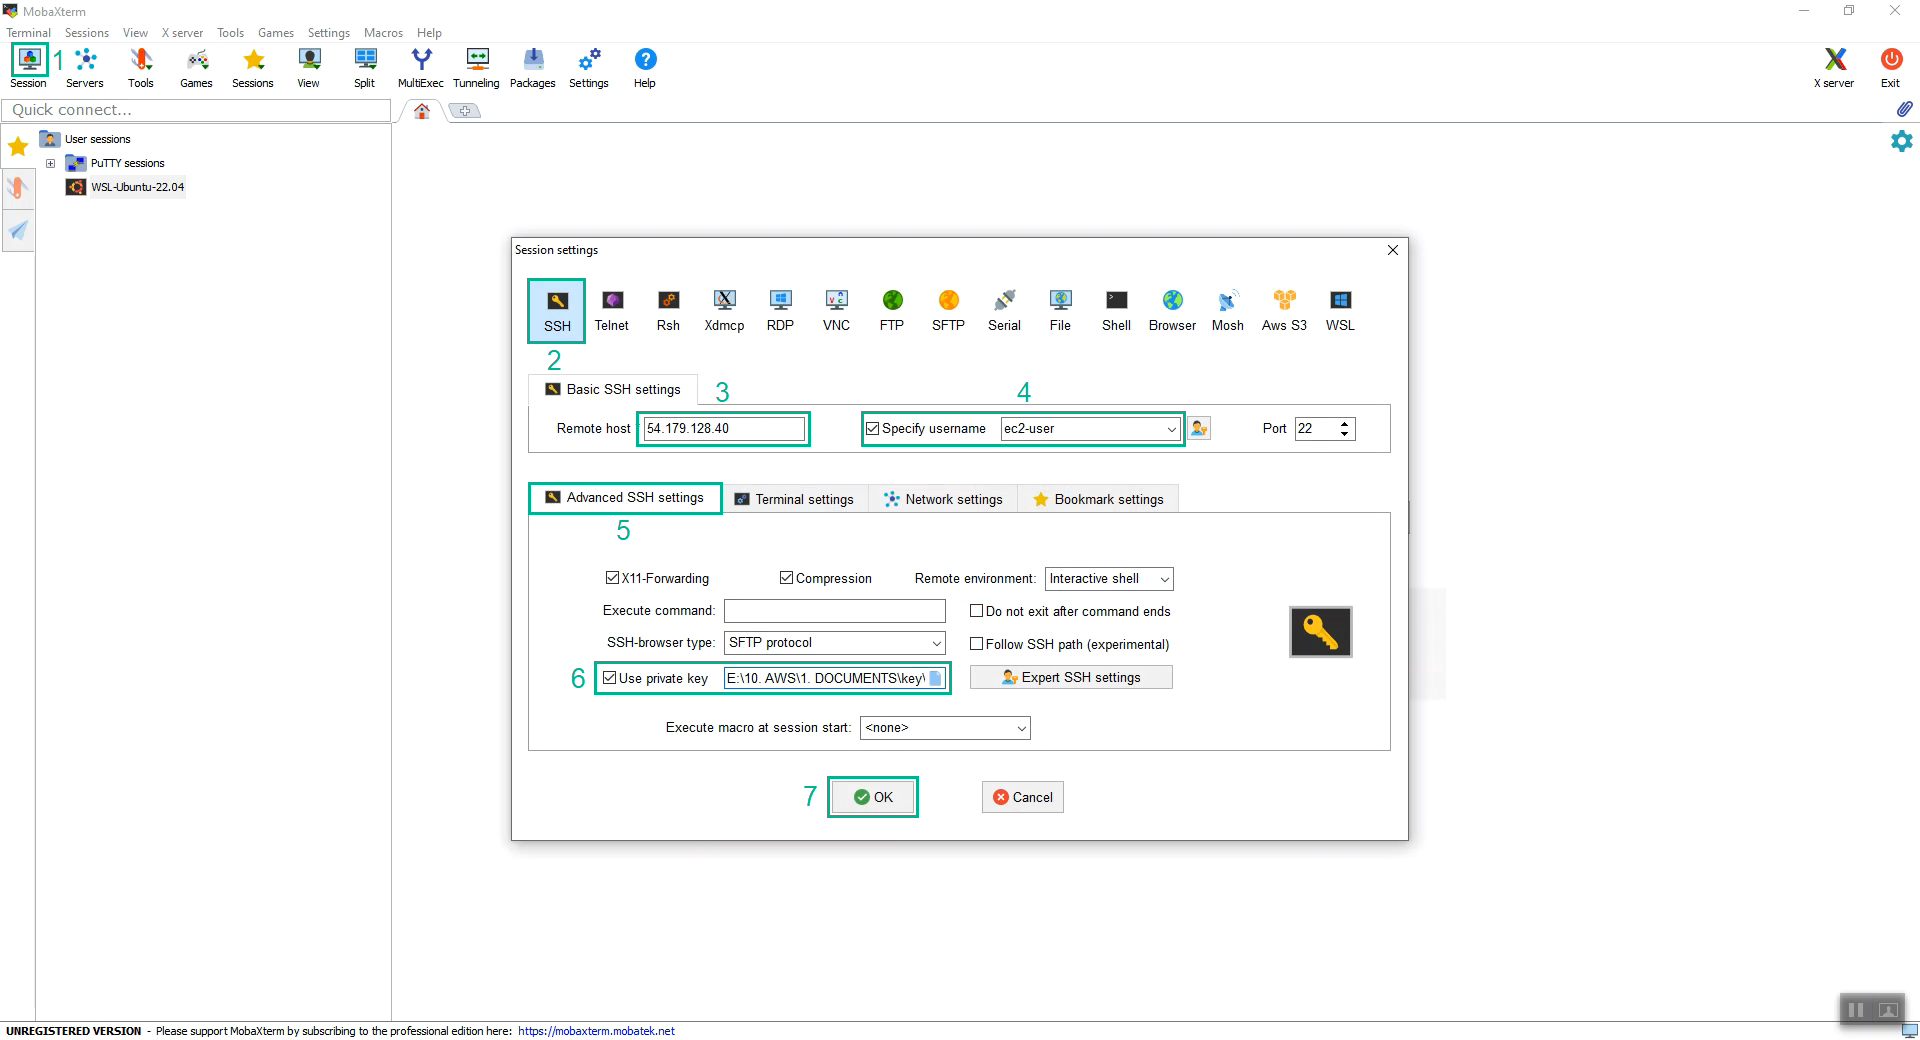 MobaXterm
Terminal Sessions View X server Tools Games Settings Macros Help
1
Session Servers Tools Games Sessions View Split MultiExec Tunneling Packages Settings Help X server Exit
Quick connect...
User sessions
PuTTY sessions
WSL-Ubuntu-22.04
Session settings
SSH Telnet Rsh Xdmcp RDP VNC FTP SFTP Serial File Shell Browser Mosh Aws S3 WSL
2
Basic SSH settings
3
4
Remote host 54.179.128.40 Specify username ec2-user Port 22
Advanced SSH settings Terminal settings Network settings Bookmark settings
5
X11-Forwarding Compression Remote environment: Interactive shell
Execute command: Do not exit after command ends
SSH-browser type: SFTP protocol Follow SSH path (experimental)
6 Use private key E:\10. AWS\1. DOCUMENTS\key\ Expert SSH settings
Execute macro at session start: <none>
7 OK Cancel
UNREGISTERED VERSION - Please support MobaXterm by subscribing to the professional edition here: https://mobaxterm.mobatek.net